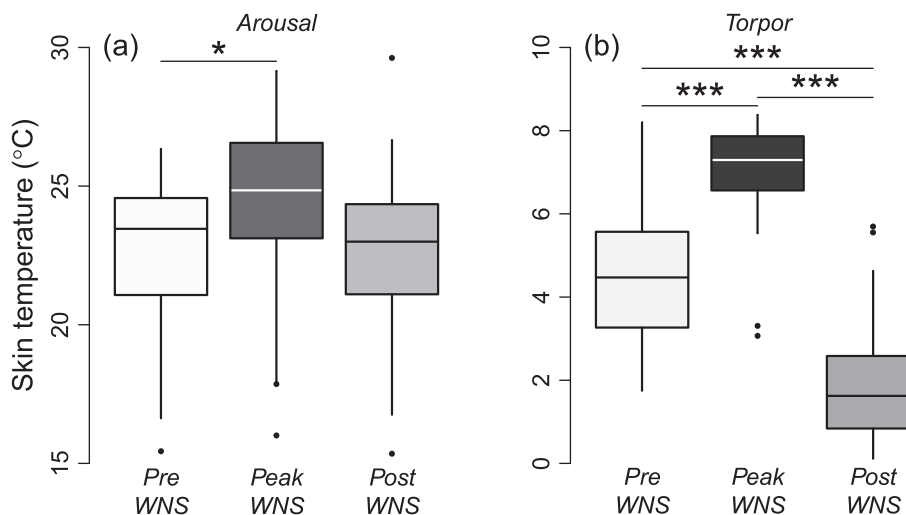 Arousal
(a)
*
30
25
20
15
Skin temperature (°C)
Pre
WNS
Peak
WNS
Post
WNS
Torpor
(b)
***
***
***
10
8
6
4
2
0
Pre
WNS
Peak
WNS
Post
WNS